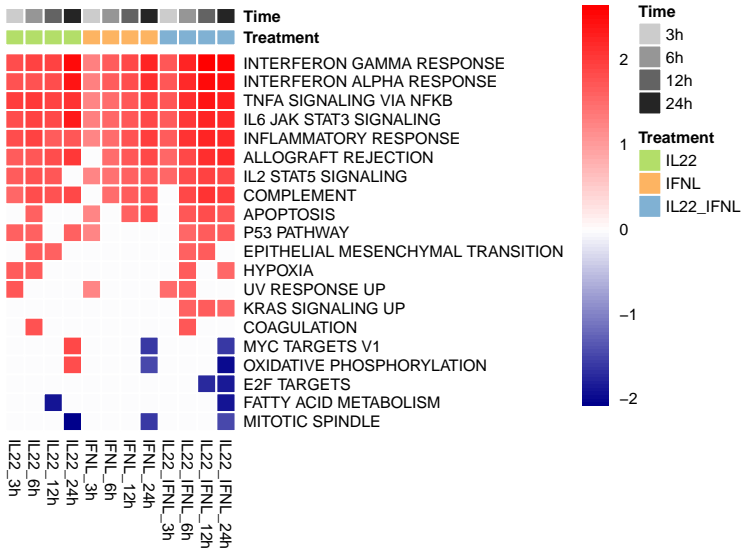 Time
Treatment
INTERFERON GAMMA RESPONSE
INTERFERON ALPHA RESPONSE
TNFA SIGNALING VIA NFKB
IL6 JAK STAT3 SIGNALING
INFLAMMATORY RESPONSE
ALLOGRAFT REJECTION
IL2 STAT5 SIGNALING
COMPLEMENT
APOPTOSIS
P53 PATHWAY
EPITHELIAL MESENCHYMAL TRANSITION
HYPOXIA
UV RESPONSE UP
KRAS SIGNALING UP
COAGULATION
MYC TARGETS V1
OXIDATIVE PHOSPHORYLATION
E2F TARGETS
FATTY ACID METABOLISM
MITOTIC SPINDLE
IL22_3h
IL22_6h
IL22_12h
IL22_24h
IFNL_3h
IFNL_6h
IFNL_12h
IFNL_24h
IL22_IFNL_3h
IL22_IFNL_6h
IL22_IFNL_12h
IL22_IFNL_24h
2
1
0
−1
−2
Time
3h
6h
12h
24h
Treatment
IL22
IFNL
IL22_IFNL